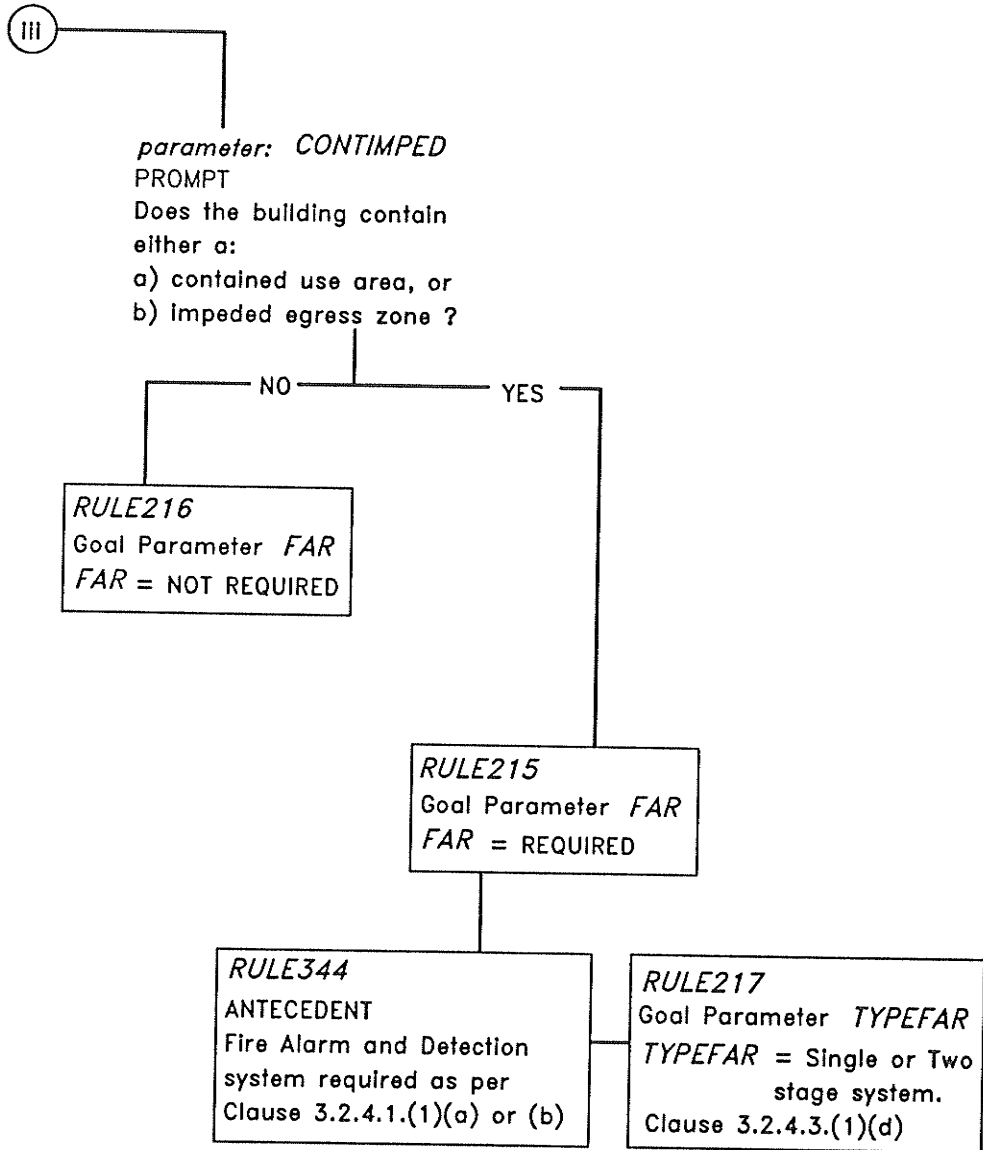 III
parameter: CONTIMPED
PROMPT
Does the building contain
either a:
a) contained use area, or
b) impeded egress zone ?
NO
YES
RULE216
Goal Parameter FAR
FAR = NOT REQUIRED
RULE215
Goal Parameter FAR
FAR = REQUIRED
RULE344
ANTECEDENT
Fire Alarm and Detection
system required as per
Clause 3.2.4.1.(1)(a) or (b)
RULE217
Goal Parameter TYPEFAR
TYPEFAR = Single or Two
stage system.
Clause 3.2.4.3.(1)(d)